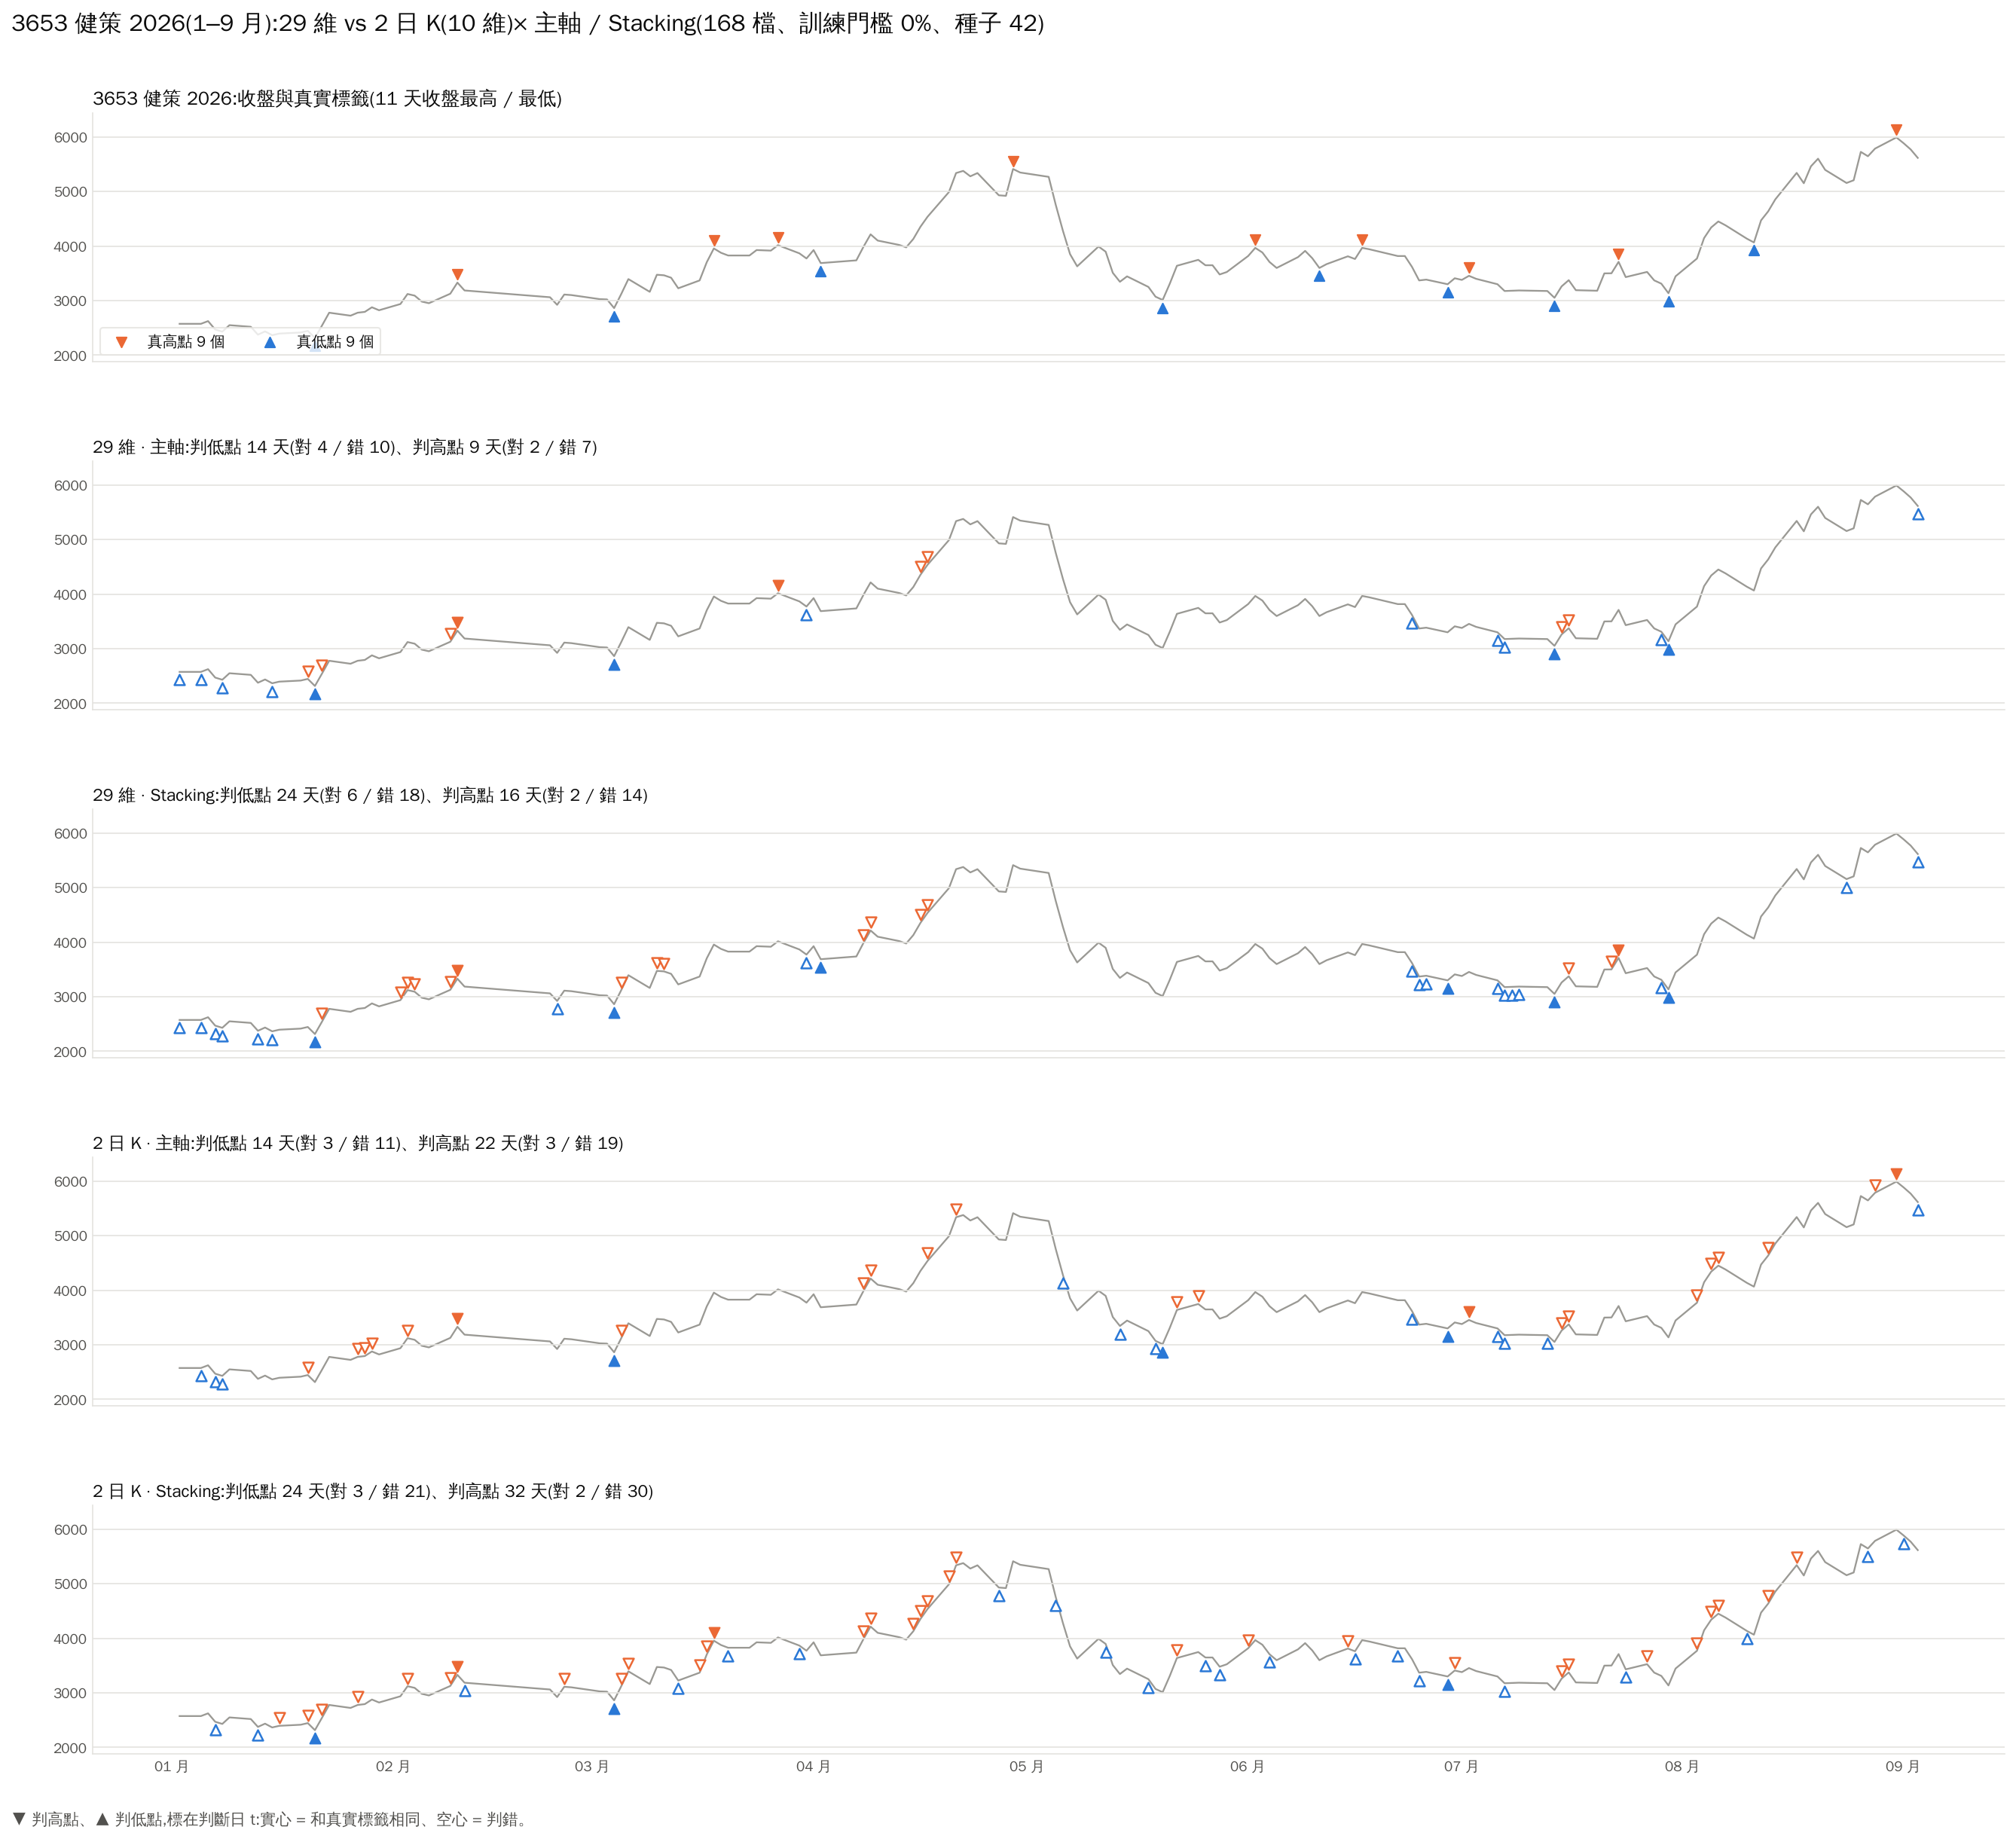 3653 健策 2026(1–9 月):29 維 vs 2 日 K(10 維)× 主軸 / Stacking(168 檔、訓練門檻 0%、種子 42)
3653 健策 2026:收盤與真實標籤(11 天收盤最高 / 最低)
6000
5000
4000
3000
2000
▼ 真高點 9 個 ▲ 真低點 9 個
29 維 · 主軸:判低點 14 天(對 4 / 錯 10)、判高點 9 天(對 2 / 錯 7)
6000
5000
4000
3000
2000
29 維 · Stacking:判低點 24 天(對 6 / 錯 18)、判高點 16 天(對 2 / 錯 14)
6000
5000
4000
3000
2000
2 日 K · 主軸:判低點 14 天(對 3 / 錯 11)、判高點 22 天(對 3 / 錯 19)
6000
5000
4000
3000
2000
2 日 K · Stacking:判低點 24 天(對 3 / 錯 21)、判高點 32 天(對 2 / 錯 30)
6000
5000
4000
3000
2000
01 月 02 月 03 月 04 月 05 月 06 月 07 月 08 月 09 月
▼ 判高點、▲ 判低點,標在判斷日 t:實心 = 和真實標籤相同、空心 = 判錯。